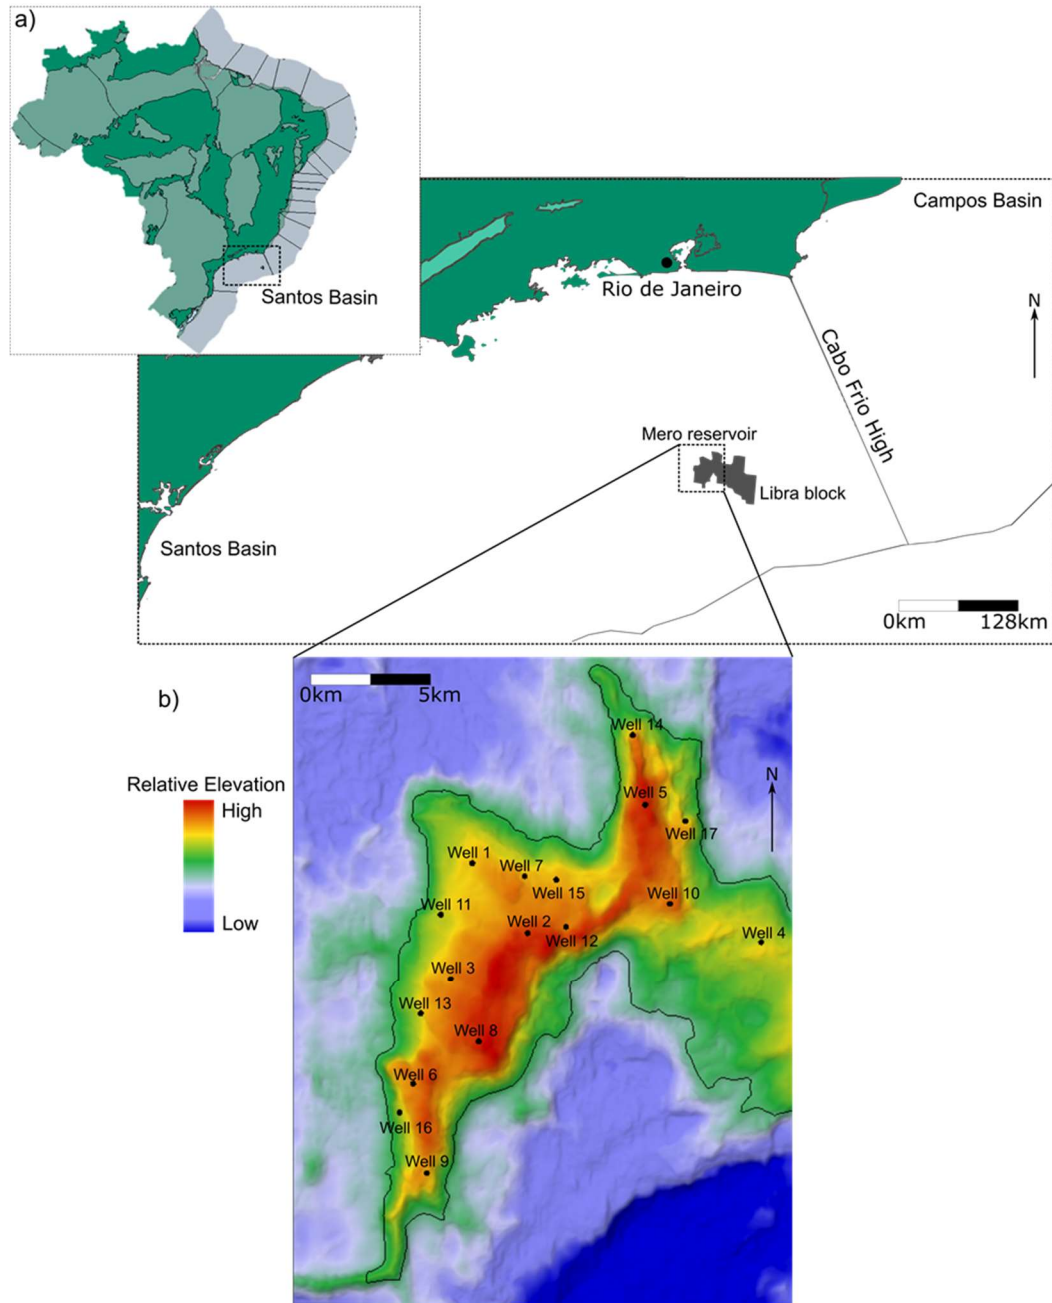 a)
Santos Basin
Campos Basin
Rio de Janeiro
N
Cabo Frio High
Mero reservoir
Libra block
Santos Basin
0km 128km
b)
0km 5km
Relative Elevation
High
Low
N
Well 14
Well 5
Well 17
Well 1
Well 7
Well 15
Well 10
Well 11
Well 2
Well 12
Well 4
Well 3
Well 13
Well 8
Well 6
Well 16
Well 9